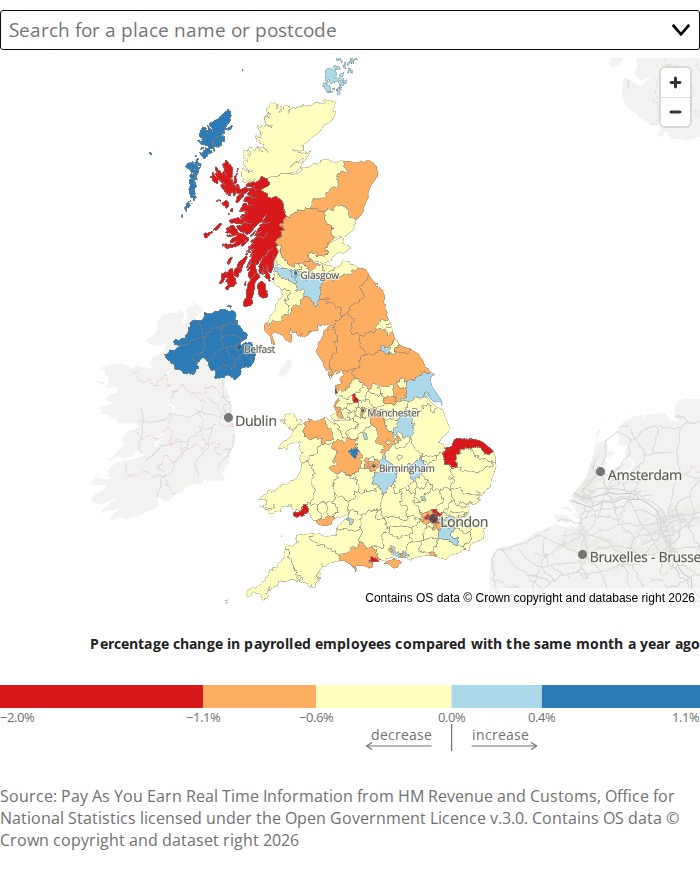 Search for a place name or postcode
+
−
Glasgow
Belfast
Dublin
Manchester
Birmingham
London
Amsterdam
Bruxelles - Brusse
Contains OS data © Crown copyright and database right 2026
Percentage change in payrolled employees compared with the same month a year ago
−2.0%
−1.1%
−0.6%
0.0%
0.4%
1.1%
decrease
increase
Source: Pay As You Earn Real Time Information from HM Revenue and Customs, Office for
National Statistics licensed under the Open Government Licence v.3.0. Contains OS data ©
Crown copyright and dataset right 2026